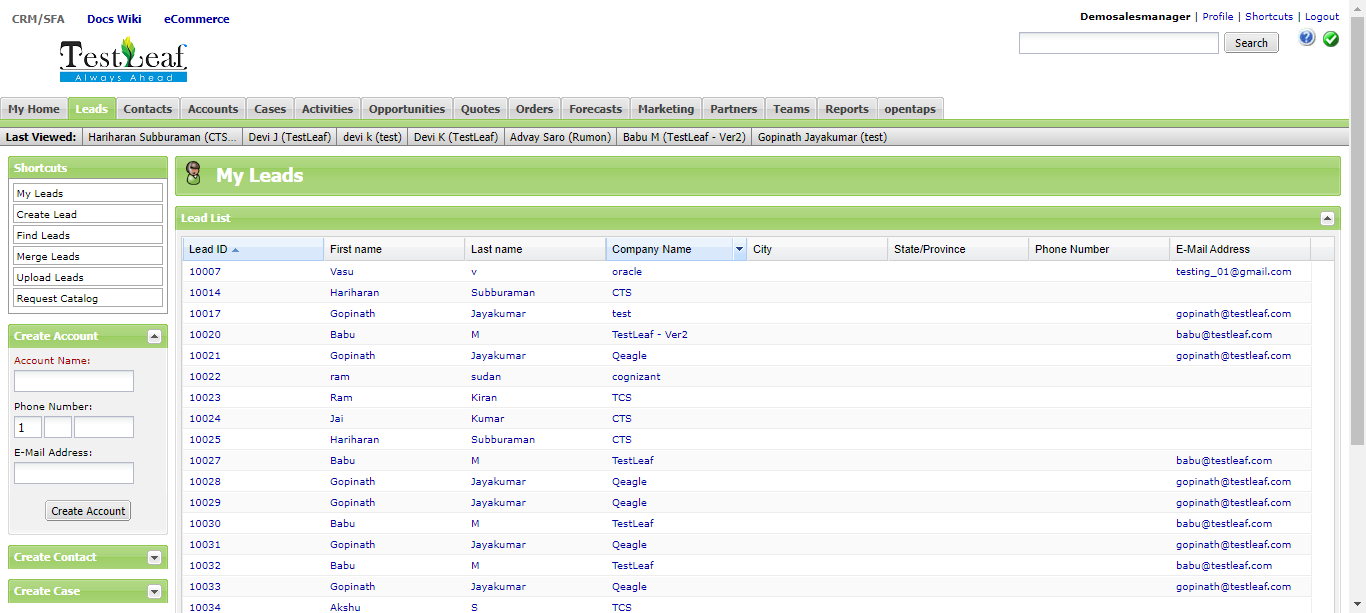 CRM/SFA Docs Wiki eCommerce
Demosalesmanager | Profile | Shortcuts | Logout
TestLeaf
Always Ahead
Search
My Home Leads Contacts Accounts Cases Activities Opportunities Quotes Orders Forecasts Marketing Partners Teams Reports opentaps
Last Viewed: Hariharan Subburaman (CTS... Devi J (TestLeaf) devi k (test) Devi K (TestLeaf) Advay Saro (Rumon) Babu M (TestLeaf - Ver2) Gopinath Jayakumar (test)
Shortcuts
My Leads
Create Lead
Find Leads
Merge Leads
Upload Leads
Request Catalog
Create Account
Account Name:
Phone Number:
1
E-Mail Address:
Create Account
Create Contact
Create Case
My Leads
Lead List
Lead ID First name Last name Company Name City State/Province Phone Number E-Mail Address
10007 Vasu v oracle testing_01@gmail.com
10014 Hariharan Subburaman CTS
10017 Gopinath Jayakumar test gopinath@testleaf.com
10020 Babu M TestLeaf - Ver2 babu@testleaf.com
10021 Gopinath Jayakumar Qeagle gopinath@testleaf.com
10022 ram sudan cognizant
10023 Ram Kiran TCS
10024 Jai Kumar CTS
10025 Hariharan Subburaman CTS
10027 Babu M TestLeaf babu@testleaf.com
10028 Gopinath Jayakumar Qeagle gopinath@testleaf.com
10029 Gopinath Jayakumar Qeagle gopinath@testleaf.com
10030 Babu M TestLeaf babu@testleaf.com
10031 Gopinath Jayakumar Qeagle gopinath@testleaf.com
10032 Babu M TestLeaf babu@testleaf.com
10033 Gopinath Jayakumar Qeagle gopinath@testleaf.com
10034 Akshu S TCS